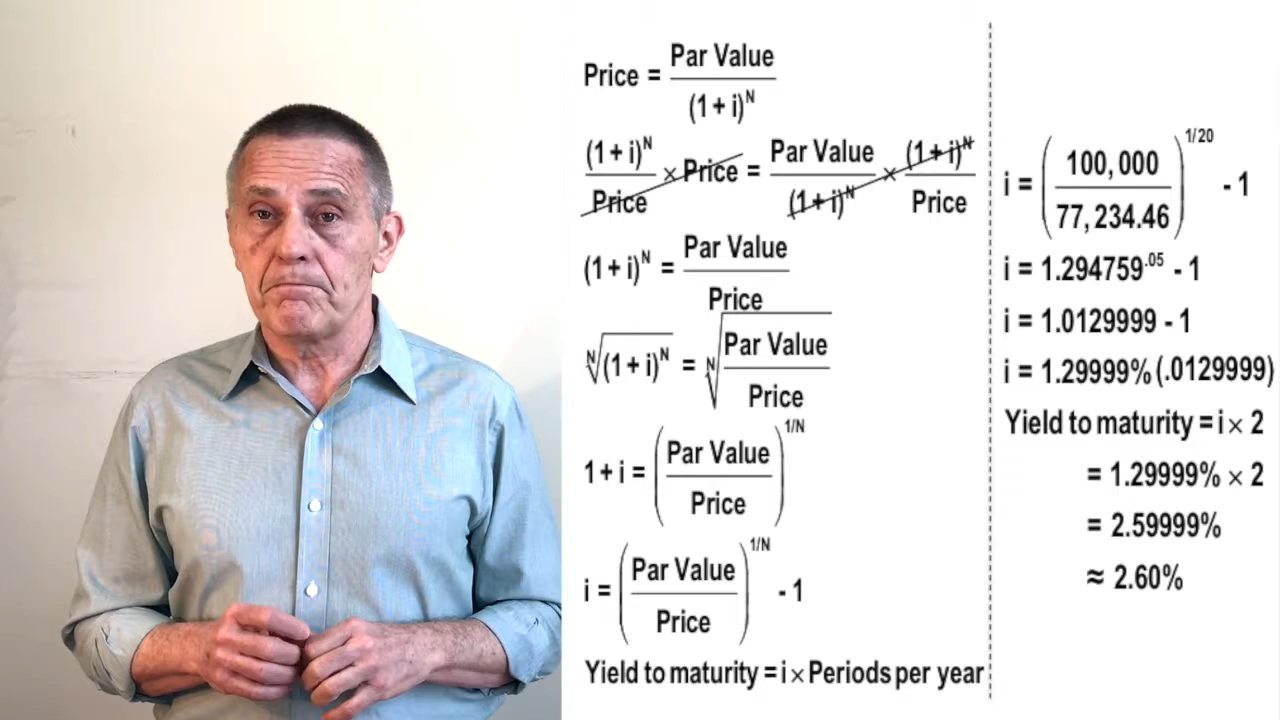 Price = Par Value / (1 + i)^N
(1 + i)^N / Price × Price = Par Value / (1 + i)^N × (1 + i)^N / Price
(1 + i)^N = Par Value / Price
N√(1 + i)^N = N√Par Value / Price
1 + i = (Par Value / Price)^1/N
i = (Par Value / Price)^1/N - 1
Yield to maturity = i × Periods per year
i = (100,000 / 77,234.46)^1/20 - 1
i = 1.294759^.05 - 1
i = 1.0129999 - 1
i = 1.29999% (.0129999)
Yield to maturity = i × 2
= 1.29999% × 2
= 2.59999%
≈ 2.60%